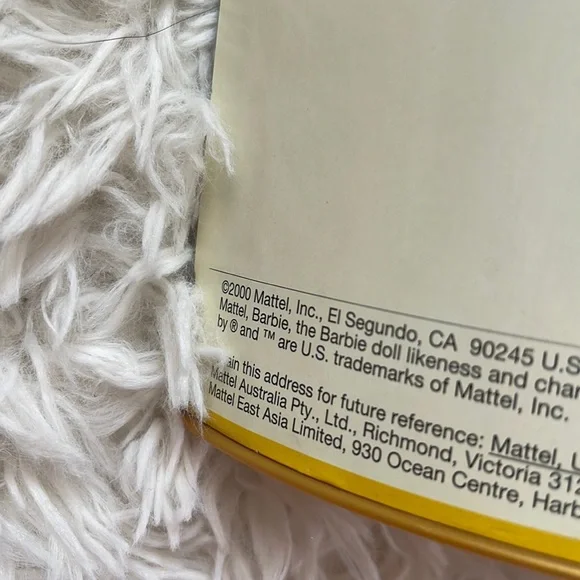 ©2000 Mattel, Inc., El Segundo, CA 90245 U.S
Mattel, Barbie, the Barbie doll likeness and char
by ® and ™ are U.S. trademarks of Mattel, Inc.
this address for future reference: Mattel, U
Mattel Australia Pty., Ltd., Richmond, Victoria 312
Mattel East Asia Limited, 930 Ocean Centre, Harb